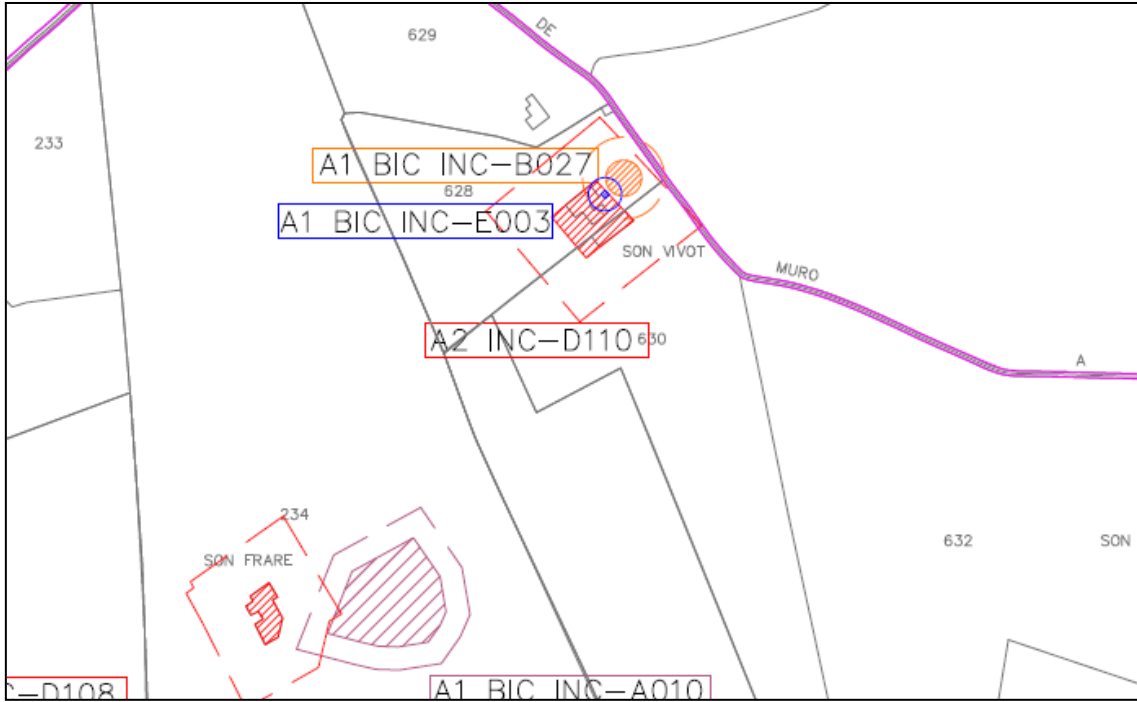 DE
629
233
A1 BIC INC-B027
628
A1 BIC INC-E003
SON VIVOT
MURO
A2 INC-D110
630
A
234
SON FRARE
632
SON
C-D108
A1 BIC INC-A010